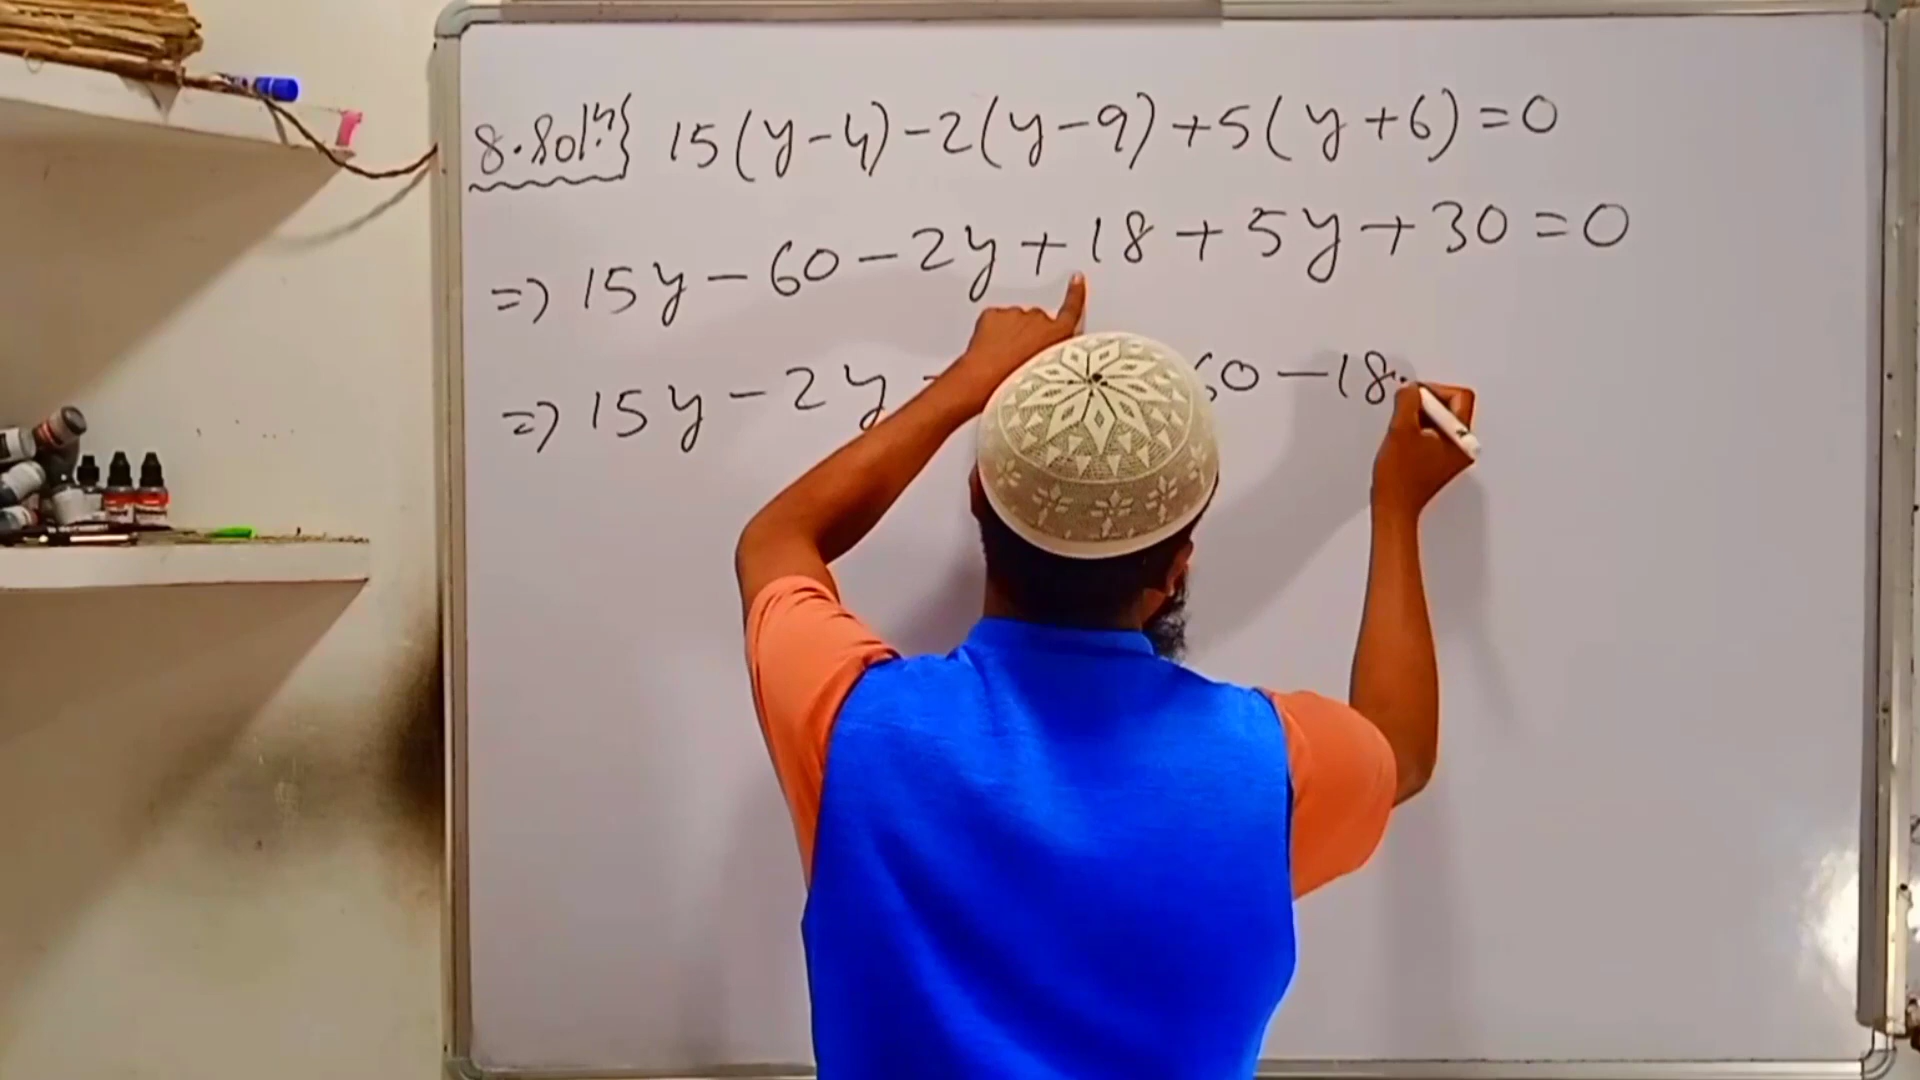 8.Soln} 15(y-4)-2(y-9)+5(y+6)=0
=> 15y-60-2y+18+5y+30=0
=> 15y-2y 60-18